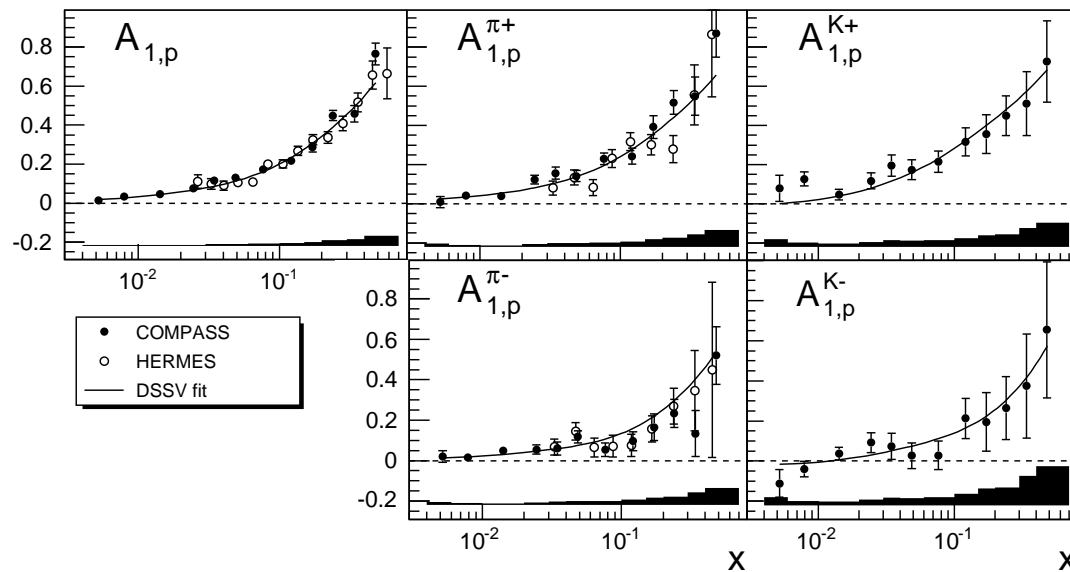 A1,p
Aπ+1,p
AK+1,p
0.8
0.6
0.4
0.2
0
-0.2
10-2
10-1
Aπ-1,p
AK-1,p
COMPASS
HERMES
DSSV fit
0.8
0.6
0.4
0.2
0
-0.2
10-2
10-1
x
10-2
10-1
x